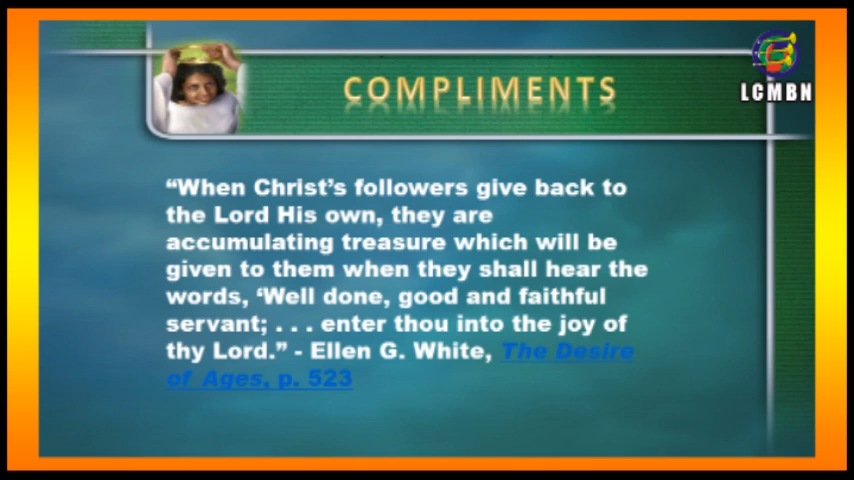 COMPLIMENTS
LCMBN
“When Christ’s followers give back to
the Lord His own, they are
accumulating treasure which will be
given to them when they shall hear the
words, ‘Well done, good and faithful
servant; . . . enter thou into the joy of
thy Lord.” - Ellen G. White, The Desire
of Ages, p. 523